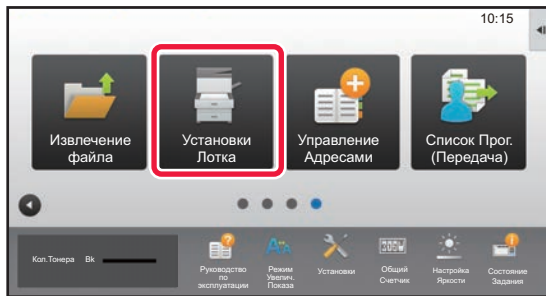 10:15
Извлечение
файла
Установки
Лотка
Управление
Адресами
Список Прог.
(Передача)
Кол.Тонера Bk
Руководство
по
эксплуатации
Режим
Увелич.
Показа
Установки
Общий
Счетчик
Настройка
Яркости
Состояние
Задания